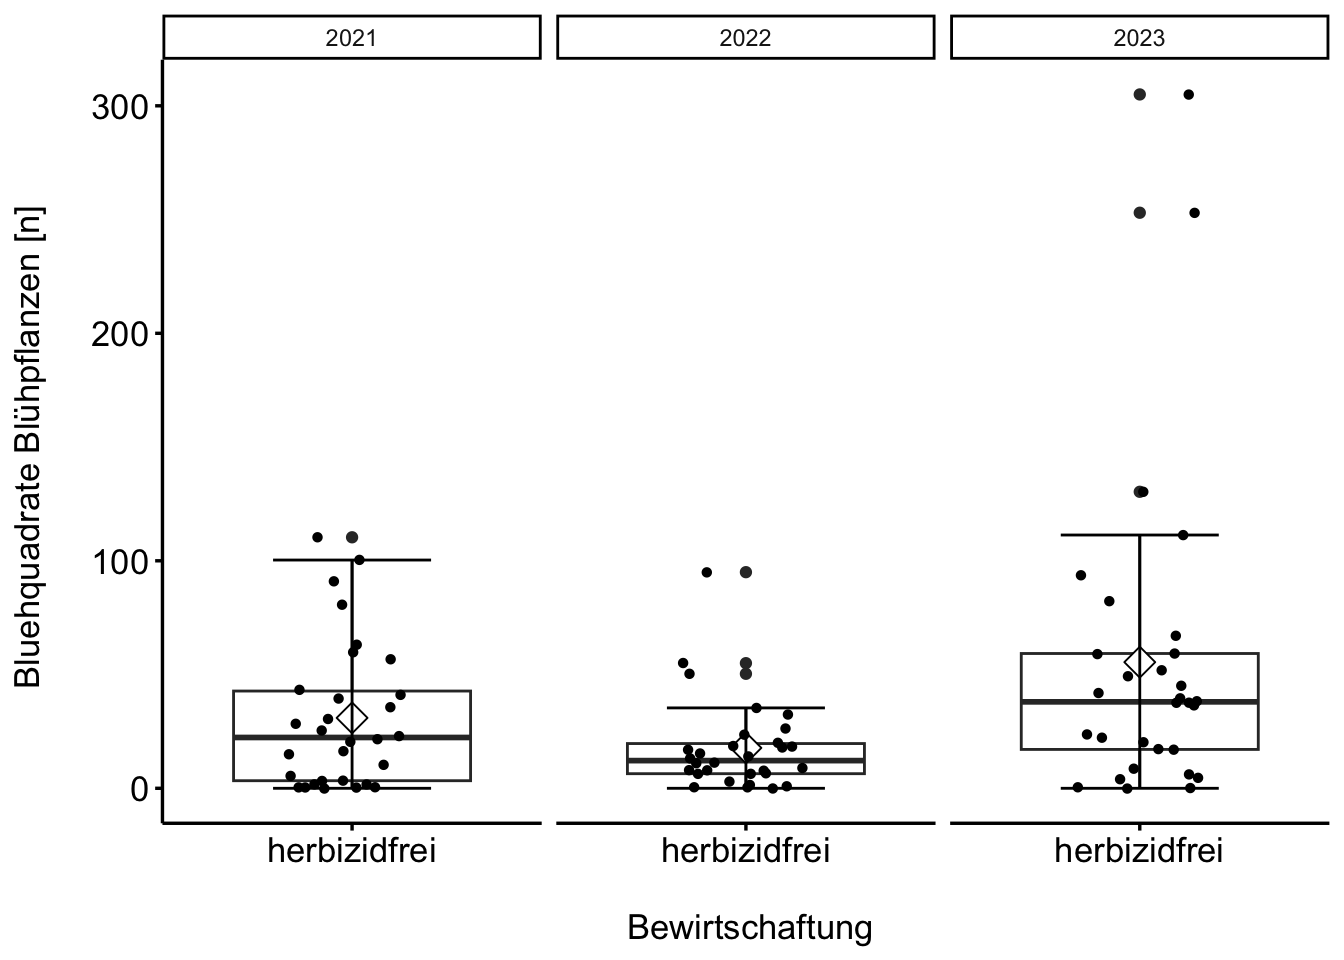 2021
2022
2023
Bluehquadrate Blühpflanzen [n]
300
200
100
0
herbizidfrei
herbizidfrei
herbizidfrei
Bewirtschaftung